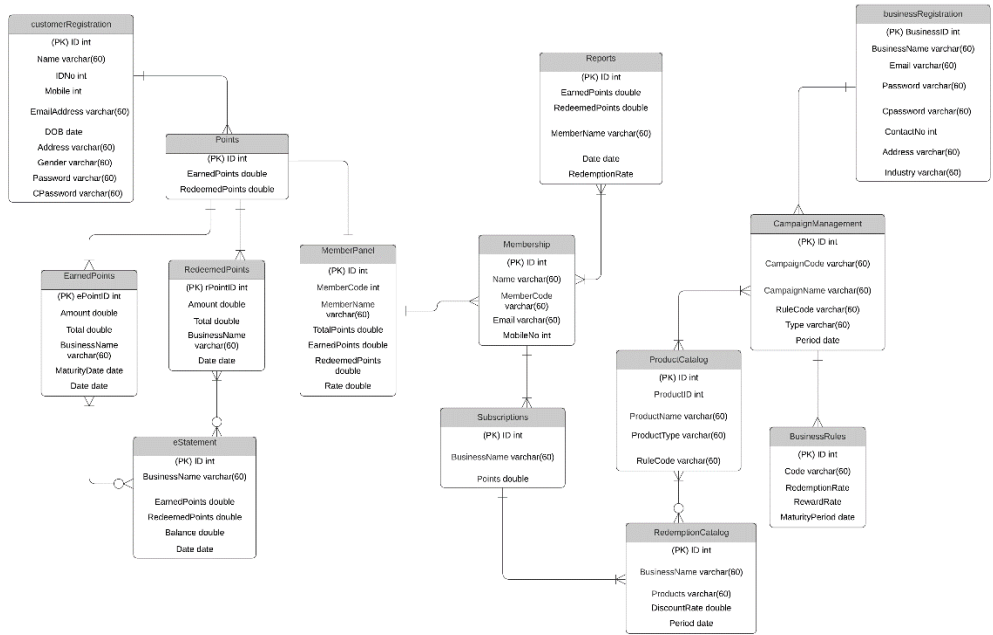 customerRegistration
(PK) ID int
Name varchar(60)
IDNo int
Mobile int
EmailAddress varchar(60)
DOB date
Address varchar(60)
Gender varchar(60)
Password varchar(60)
CPassword varchar(60)
Points
(PK) ID int
EarnedPoints double
RedeemedPoints double
EarnedPoints
(PK) ePointID int
Amount double
Total double
BusinessName
varchar(60)
MaturityDate date
Date date
RedeemedPoints
(PK) rPointID int
Amount double
Total double
BusinessName
varchar(60)
Date date
eStatement
(PK) ID int
BusinessName varchar(60)
EarnedPoints double
RedeemedPoints double
Balance double
Date date
MemberPanel
(PK) ID int
MemberCode int
MemberName
varchar(60)
TotalPoints double
EarnedPoints double
RedeemedPoints
double
Rate double
Reports
(PK) ID int
EarnedPoints double
RedeemedPoints double
MemberName varchar(60)
Date date
RedemptionRate
Membership
(PK) ID int
Name varchar(60)
MemberCode
varchar(60)
Email varchar(60)
MobileNo int
Subscriptions
(PK) ID int
BusinessName varchar(60)
Points double
businessRegistration
(PK) BusinessID int
BusinessName varchar(60)
Email varchar(60)
Password varchar(60)
Cpassword varchar(60)
ContactNo int
Address varchar(60)
Industry varchar(60)
CampaignManagement
(PK) ID int
CampaignCode varchar(60)
CampaignName varchar(60)
RuleCode varchar(60)
Type varchar(60)
Period date
ProductCatalog
(PK) ID int
ProductID int
ProductName varchar(60)
ProductType varchar(60)
RuleCode varchar(60)
BusinessRules
(PK) ID int
Code varchar(60)
RedemptionRate
RewardRate
MaturityPeriod date
RedemptionCatalog
(PK) ID int
BusinessName varchar(60)
Products varchar(60)
DiscountRate double
Period date